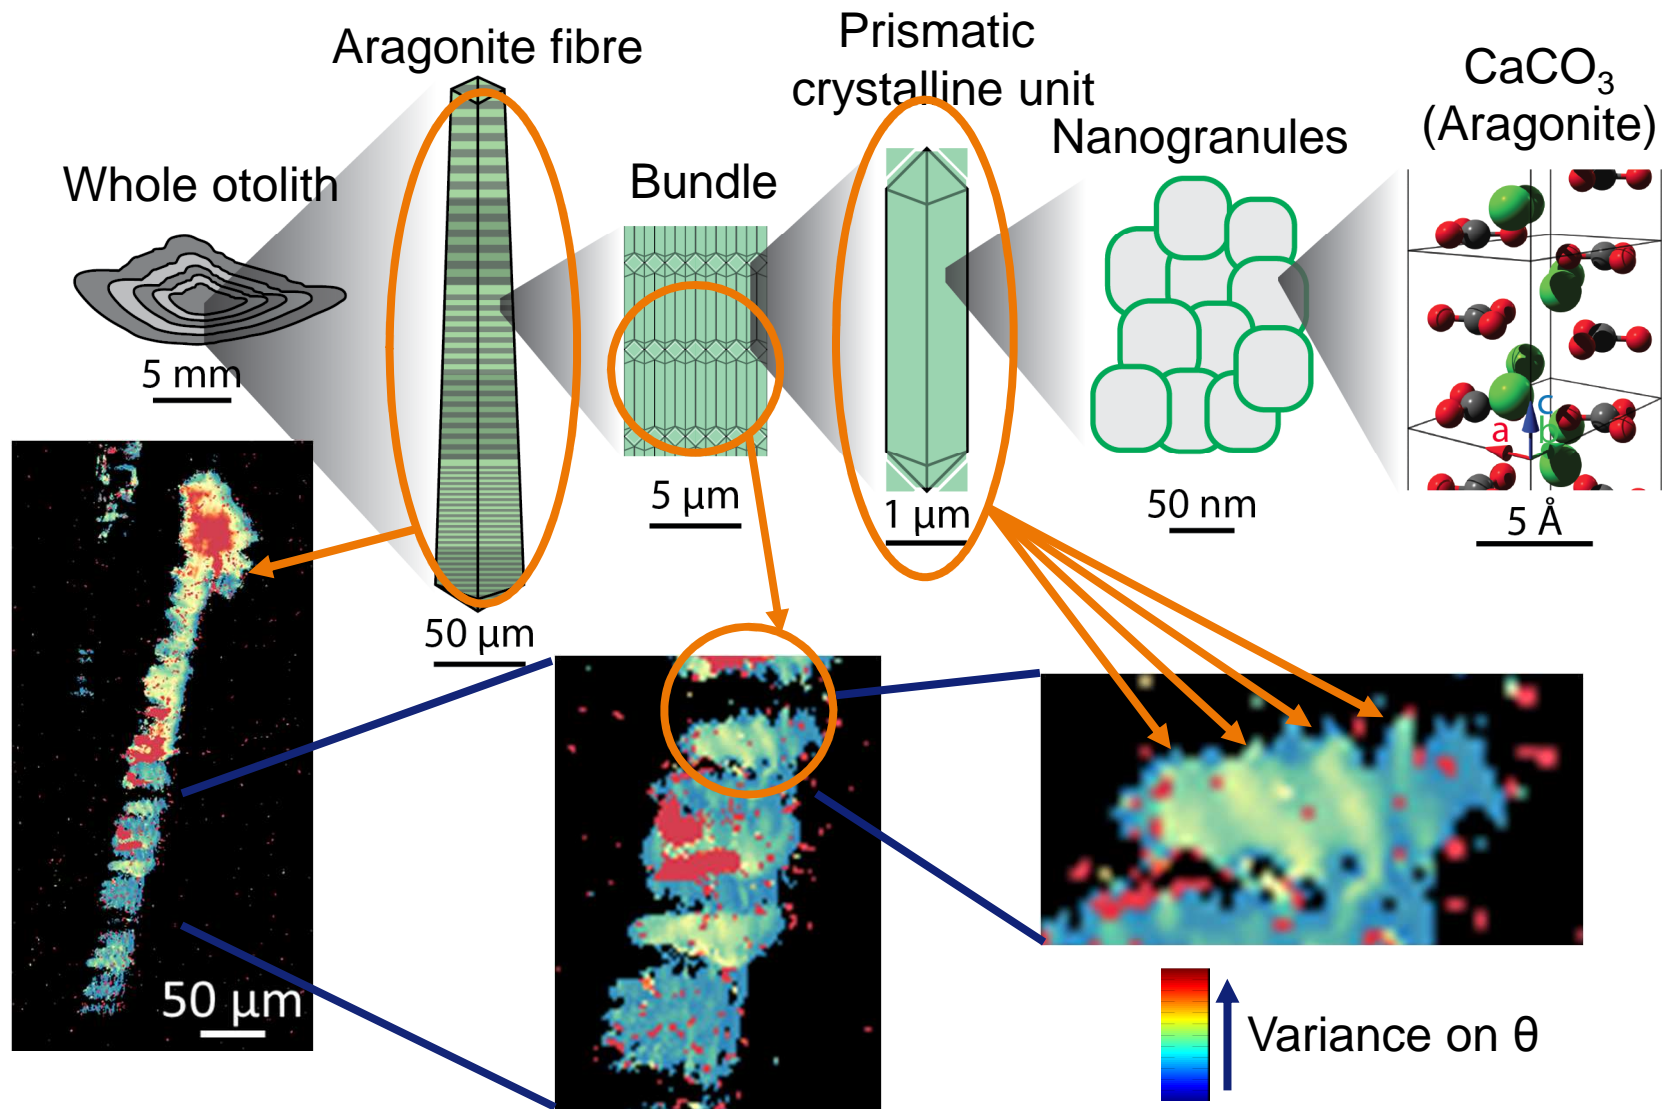 Aragonite fibre
Prismatic
crystalline unit
CaCO₃
(Aragonite)
Nanogranules
Whole otolith
Bundle
5 mm
50 µm
5 µm
1 µm
50 nm
a
b
c
5 Å
50 µm
Variance on θ